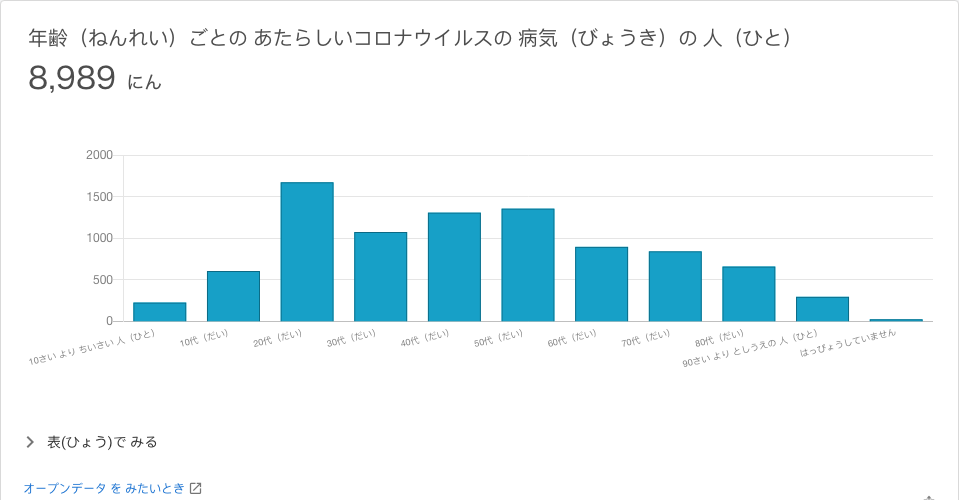 年齢（ねんれい）ごとの あたらしいコロナウイルスの 病気（びょうき）の 人（ひと）
8,989 にん
2000
1500
1000
500
0
10さい より ちいさい 人（ひと）
10代（だい）
20代（だい）
30代（だい）
40代（だい）
50代（だい）
60代（だい）
70代（だい）
80代（だい）
90さい より としうえの 人（ひと）
はっぴょうしていません
表(ひょう)で みる
オープンデータ を みたいとき